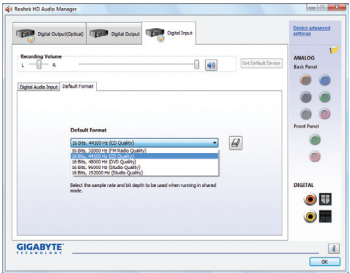 Realtek HD Audio Manager
Digital Output(Optical)
Digital Output
Digital Input
Device advanced settings
Recording Volume
L
R
Set Default Device
ANALOG
Back Panel
Digital Audio Input
Default Format
Default Format
16 Bits, 44100 Hz (CD Quality)
16 Bits, 32000 Hz (FM Radio Quality)
16 Bits, 44100 Hz (CD Quality)
16 Bits, 48000 Hz (DVD Quality)
16 Bits, 96000 Hz (Studio Quality)
16 Bits, 192000 Hz (Studio Quality)
Select the sample rate and bit depth to be used when running in shared
mode.
Front Panel
DIGITAL
GIGABYTE
TECHNOLOGY
OK